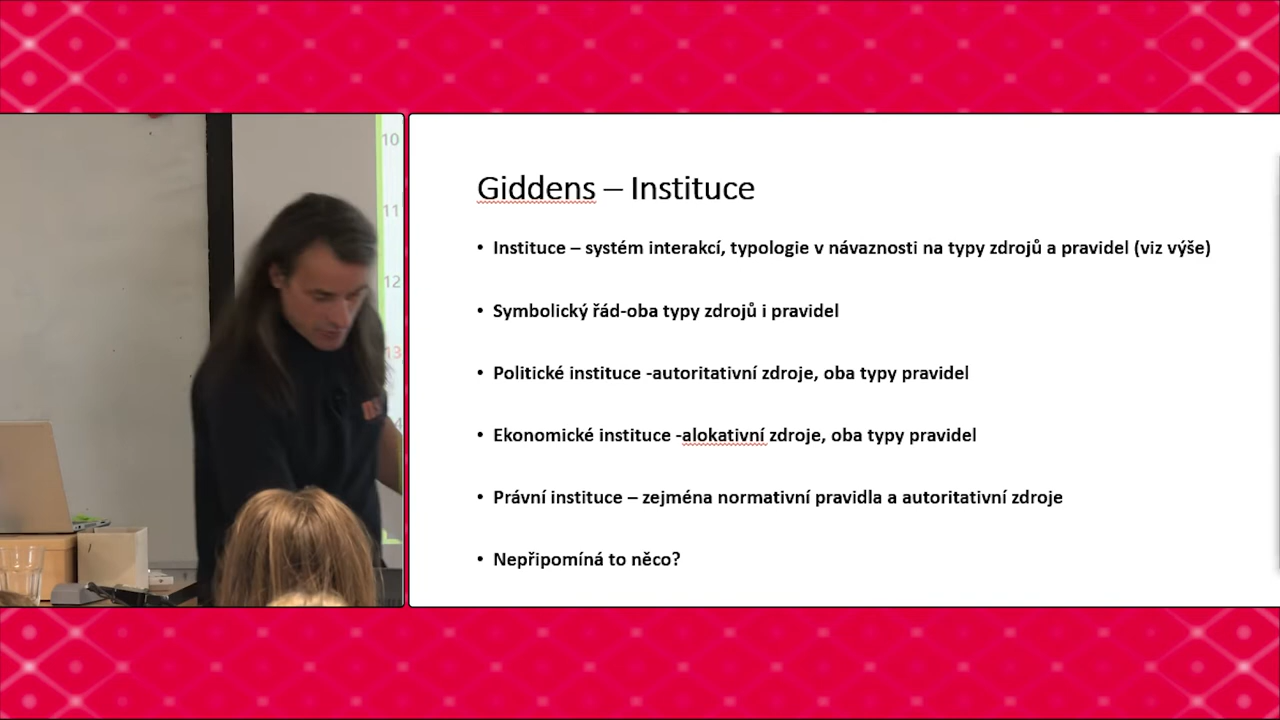 10
11
12
13
Giddens – Instituce
• Instituce – systém interakcí, typologie v návaznosti na typy zdrojů a pravidel (viz výše)
• Symbolický řád-oba typy zdrojů i pravidel
• Politické instituce -autoritativní zdroje, oba typy pravidel
• Ekonomické instituce -alokativní zdroje, oba typy pravidel
• Právní instituce – zejména normativní pravidla a autoritativní zdroje
• Nepřipomíná to něco?